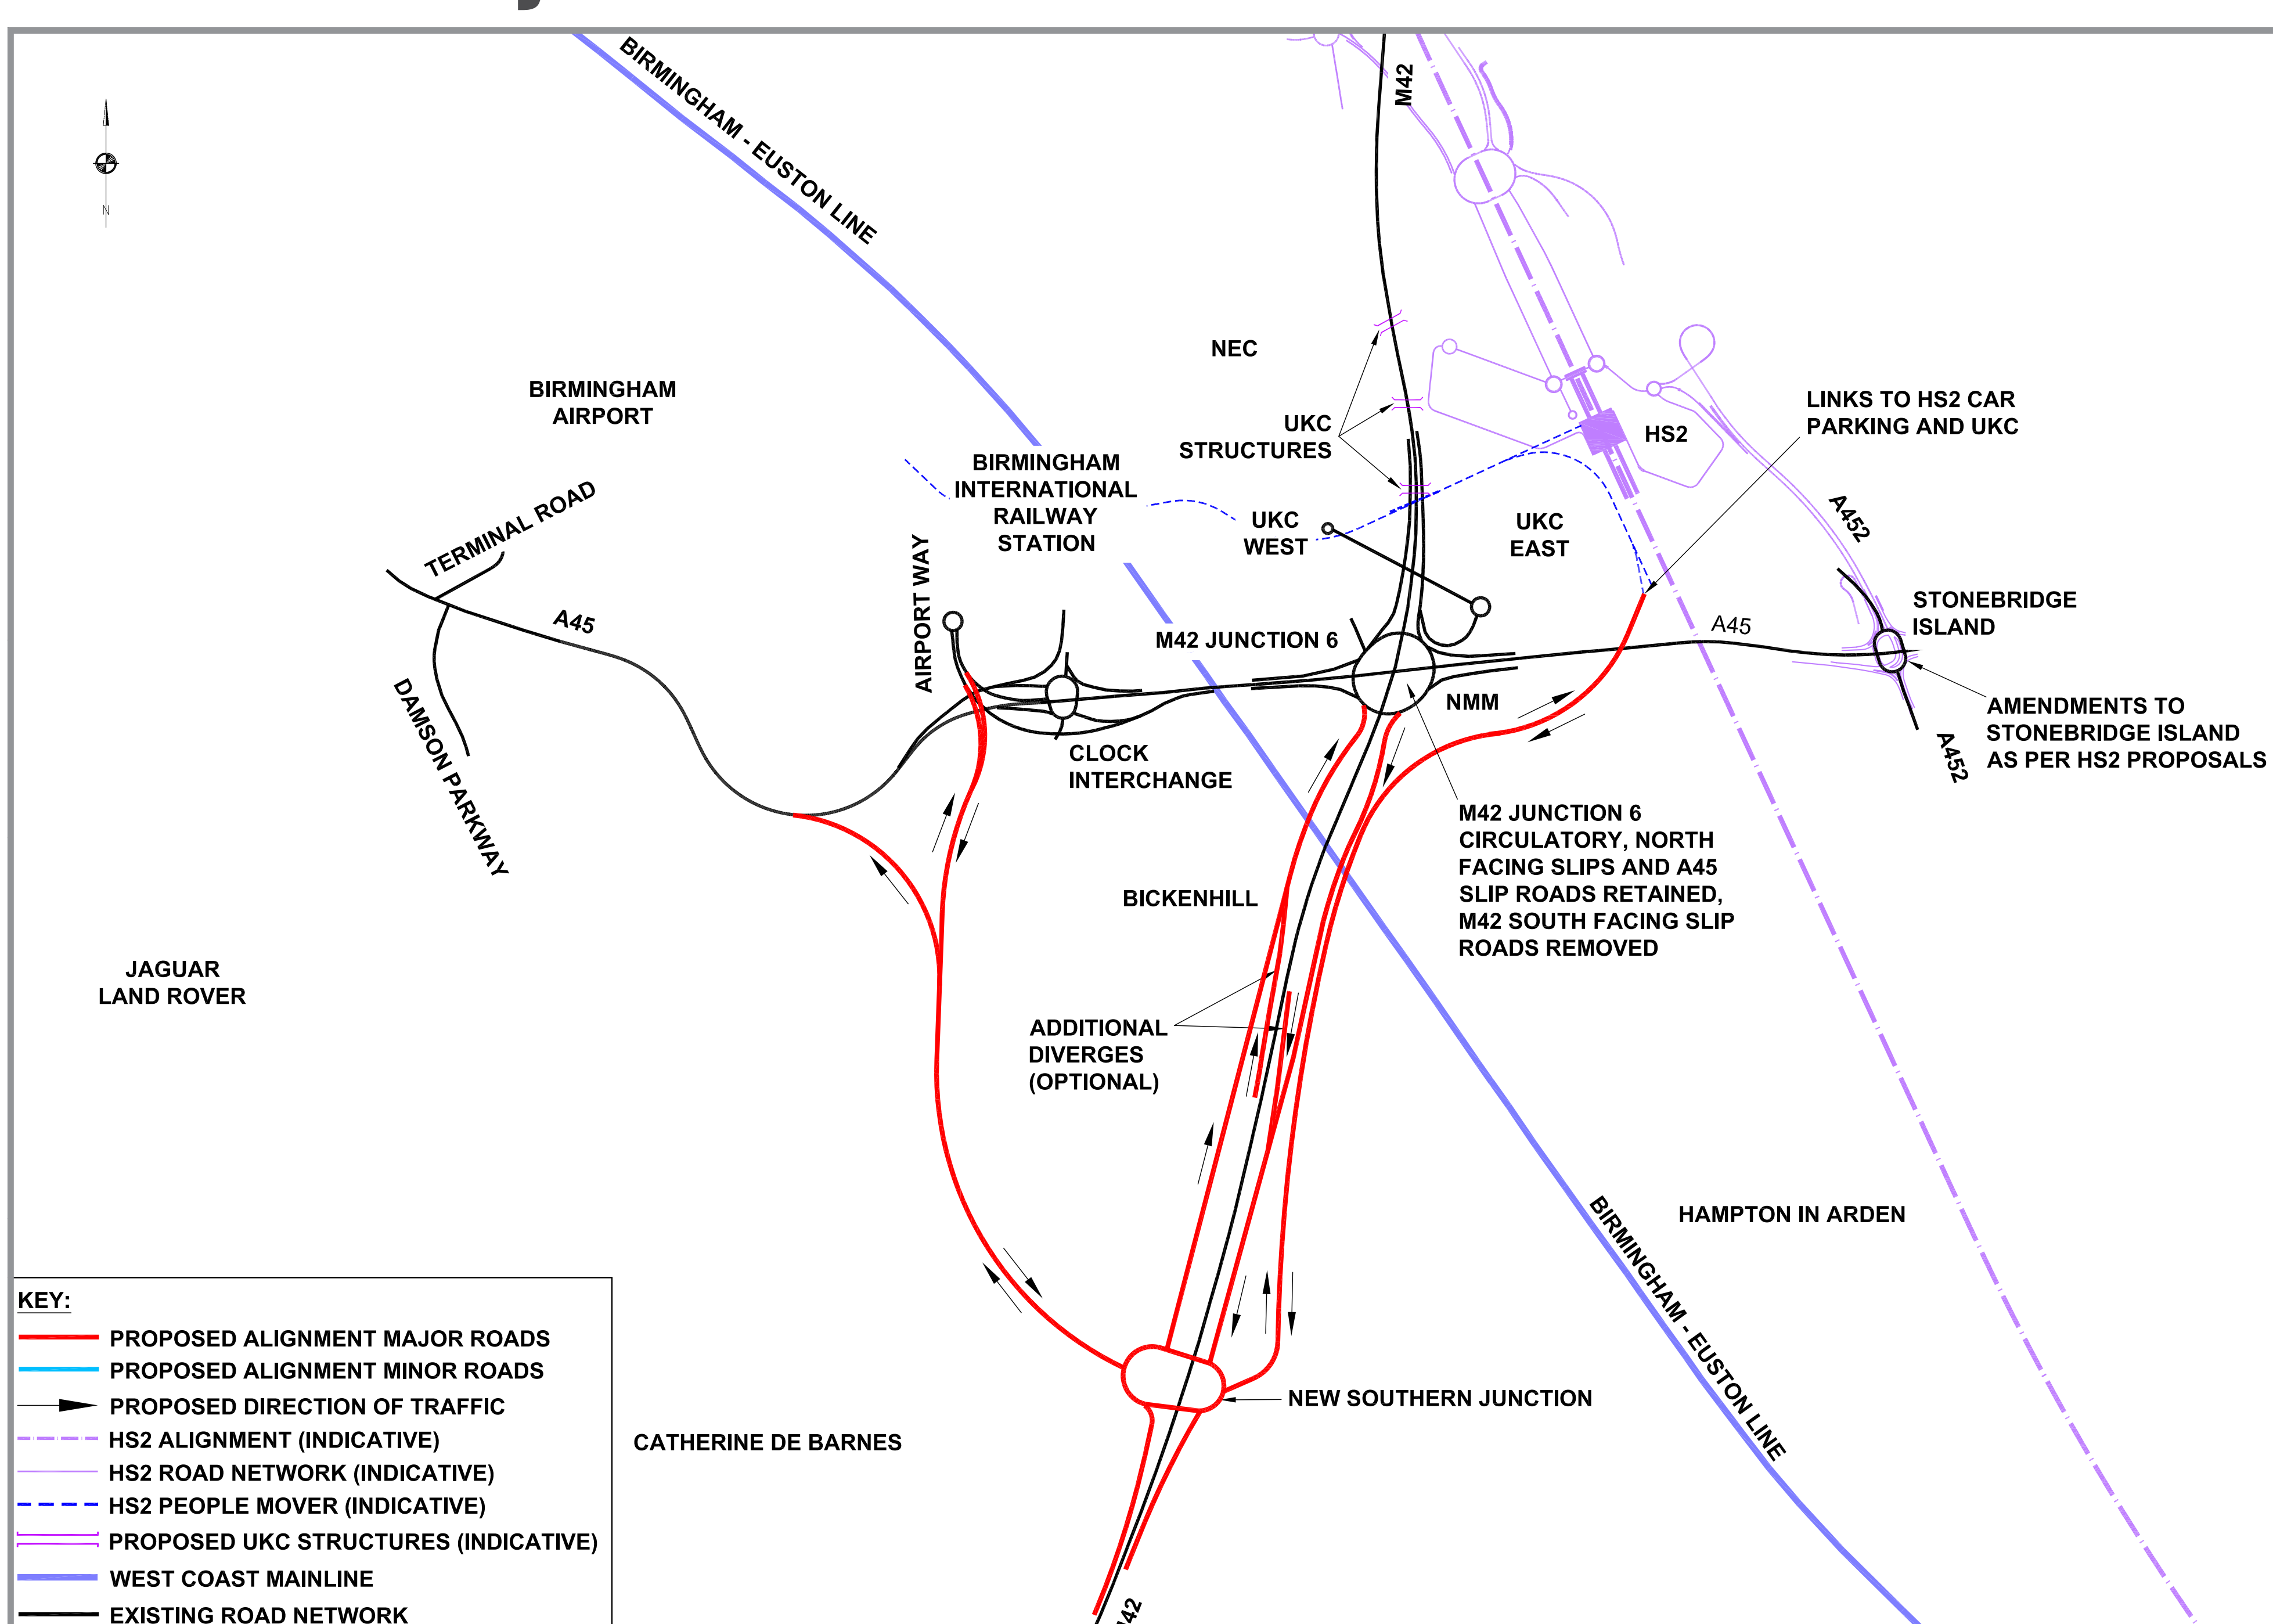 BIRMINGHAM - EUSTON LINE
M42
N
NEC
BIRMINGHAM
AIRPORT
LINKS TO HS2 CAR
PARKING AND UKC
UKC
STRUCTURES
HS2
BIRMINGHAM
INTERNATIONAL
RAILWAY
STATION
TERMINAL ROAD
UKC
WEST
UKC
EAST
A452
AIRPORT WAY
A45
M42 JUNCTION 6
A45
STONEBRIDGE
ISLAND
DAMSON PARKWAY
NMM
AMENDMENTS TO
STONEBRIDGE ISLAND
AS PER HS2 PROPOSALS
A452
CLOCK
INTERCHANGE
M42 JUNCTION 6
CIRCULATORY, NORTH
FACING SLIPS AND A45
SLIP ROADS RETAINED,
M42 SOUTH FACING SLIP
ROADS REMOVED
BICKENHILL
JAGUAR
LAND ROVER
ADDITIONAL
DIVERGES
(OPTIONAL)
HAMPTON IN ARDEN
BIRMINGHAM - EUSTON LINE
NEW SOUTHERN JUNCTION
CATHERINE DE BARNES
KEY:
PROPOSED ALIGNMENT MAJOR ROADS
PROPOSED ALIGNMENT MINOR ROADS
PROPOSED DIRECTION OF TRAFFIC
HS2 ALIGNMENT (INDICATIVE)
HS2 ROAD NETWORK (INDICATIVE)
HS2 PEOPLE MOVER (INDICATIVE)
PROPOSED UKC STRUCTURES (INDICATIVE)
WEST COAST MAINLINE
EXISTING ROAD NETWORK